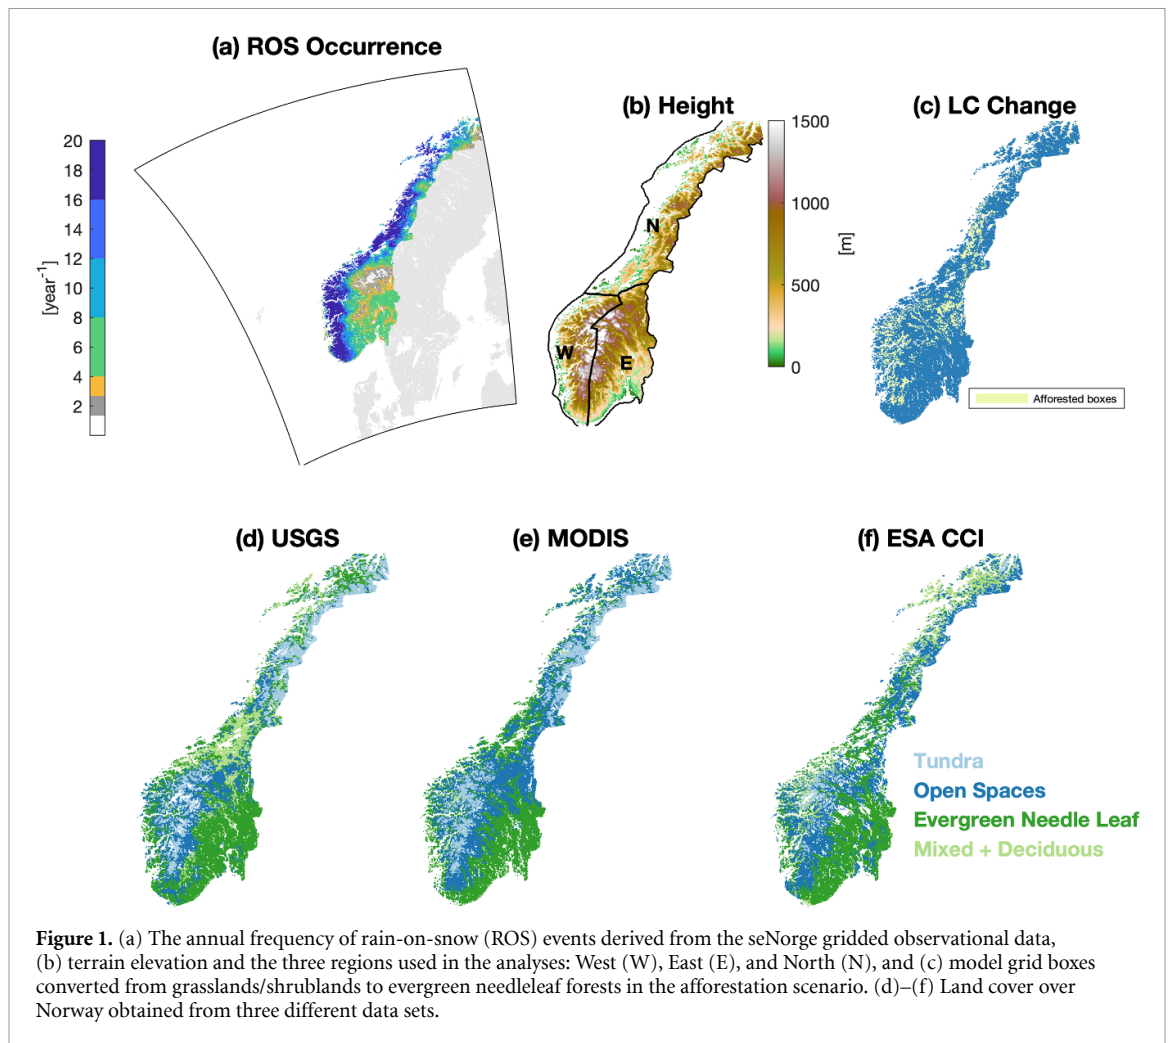 (a) ROS Occurrence
20
18
16
14
12
10
8
6
4
2
[year⁻¹]
(b) Height
N
W
E
1500
1000
500
0
[m]
(c) LC Change
Afforested boxes
(d) USGS
(e) MODIS
(f) ESA CCI
Tundra
Open Spaces
Evergreen Needle Leaf
Mixed + Deciduous
Figure 1. (a) The annual frequency of rain-on-snow (ROS) events derived from the seNorge gridded observational data,
(b) terrain elevation and the three regions used in the analyses: West (W), East (E), and North (N), and (c) model grid boxes
converted from grasslands/shrublands to evergreen needleleaf forests in the afforestation scenario. (d)–(f) Land cover over
Norway obtained from three different data sets.